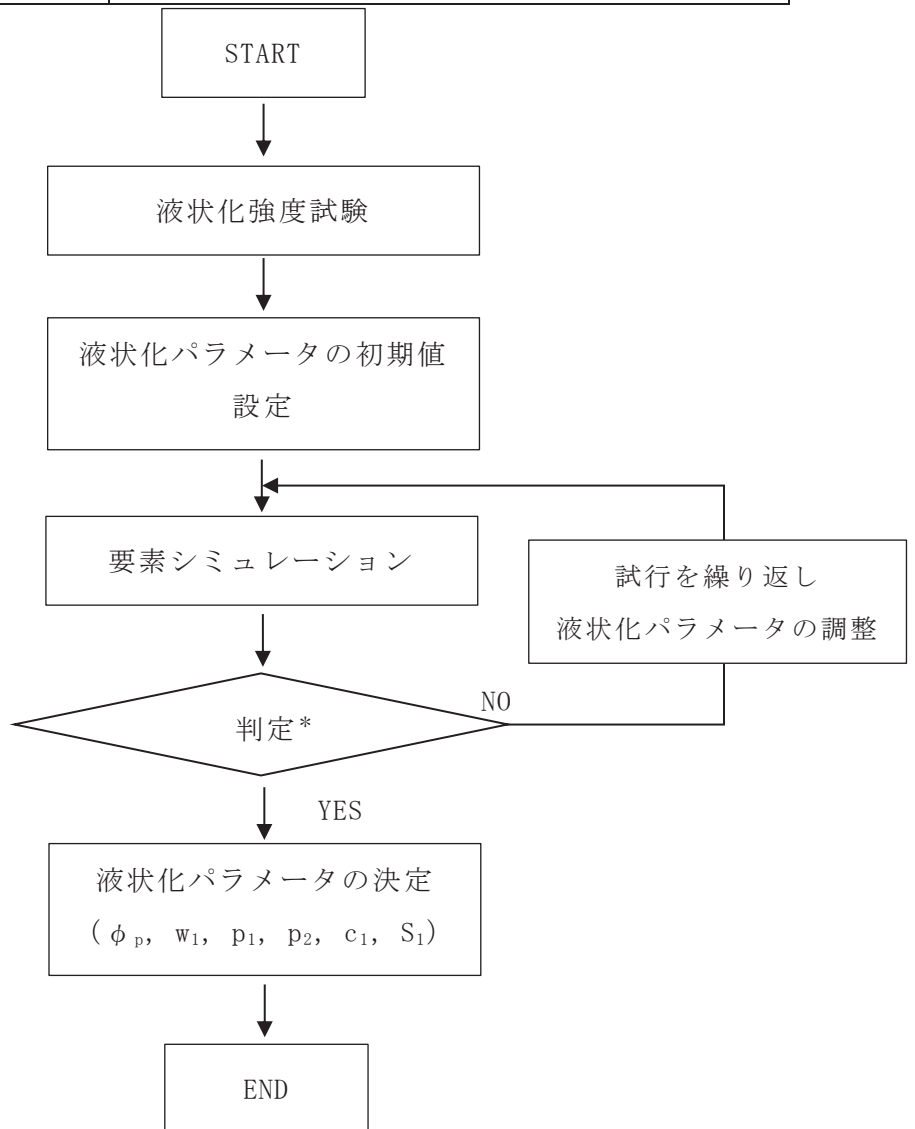 START
液状化強度試験
液状化パラメータの初期値
設定
要素シミュレーション
試行を繰り返し
液状化パラメータの調整
判定*
NO
YES
液状化パラメータの決定
(φp, w1, p1, p2, c1, S1)
END